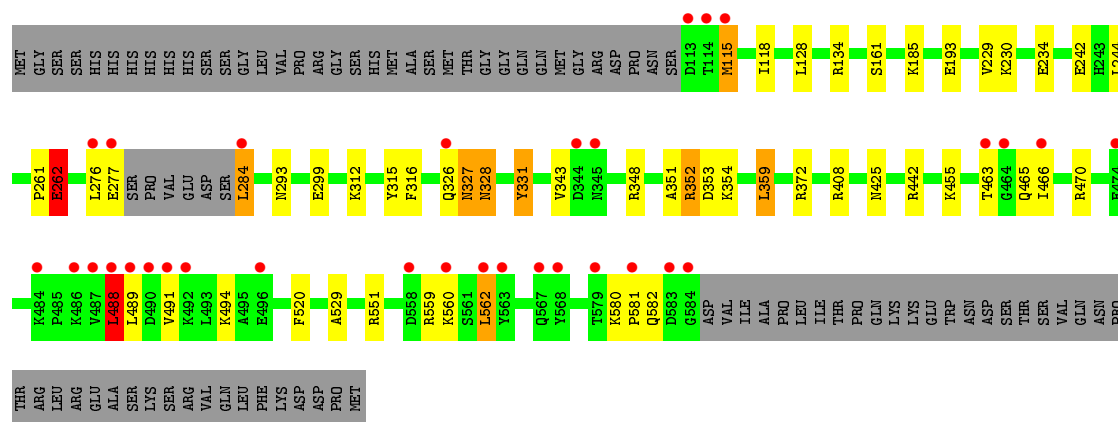 MET GLY SER SER HIS HIS HIS HIS HIS HIS SER SER GLY LEU VAL PRO ARG GLY SER HIS MET ALA SER MET THR GLY GLY GLN GLN MET GLY ARG ASP PRO ASN SER D113 T114 M115 I118 L128 R134 S161 K185 E193 V229 K230 E234 E242 H243 L244
P261 E262 L276 E277 SER PRO VAL GLU ASP SER L284 N293 E299 K312 Y315 F316 Q326 N327 N328 Y331 V343 D344 N345 R348 A351 R352 D353 K354 L359 R372 R408 N425 R442 K455 T463 G464 Q465 I466 R470 E474
K484 P485 K486 V487 L488 L489 D490 V491 K492 L493 K494 A495 E496 F520 A529 R551 D558 R559 K560 S561 L562 Y563 Q567 Y568 T579 K580 P581 Q582 D583 G584 ASP VAL ILE ALA PRO LEU ILE THR PRO GLN LYS LYS GLU TRP ASN ASP SER THR SER VAL GLN ASN PRO
THR ARG LEU ARG GLU ALA SER LYS SER ARG VAL GLN LEU PHE LYS ASP ASP PRO MET